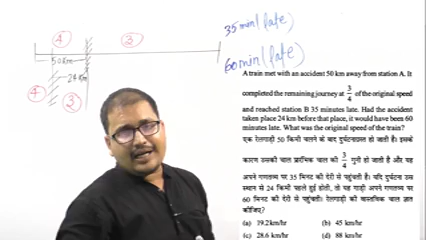 ④
③
35 min (late)
50 Km
24 KM
60 min (late)
④
③
A train met with an accident 50 km away from station A. It
completed the remaining journey at 3/4 of the original speed
and reached station B 35 minutes late. Had the accident
taken place 24 km before that place, it would have been 60
minutes late. What was the original speed of the train?
एक रेलगाड़ी 50 किमी चलने के बाद दुर्घटनाग्रस्त हो जाती है। इसके
कारण उसकी चाल प्रारंभिक चाल की 3/4 गुनी हो जाती है और यह
अपने गन्तव्य पर 35 मिनट की देरी से पहुंचती है। यदि दुर्घटना उस
स्थान से 24 किमी पहले हुई होती, तो यह गाड़ी अपने गन्तव्य पर
60 मिनट की देरी से पहुंचती। रेलगाड़ी की वास्तविक चाल ज्ञात
कीजिए?
(a) 19.2km/hr (b) 45 km/hr
(c) 28.6 km/hr (d) 88 km/hr